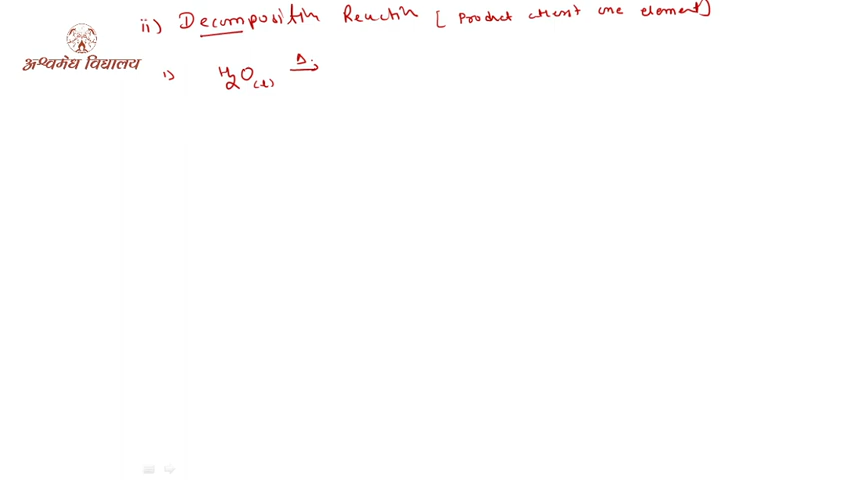 ii) Decomposition Reaction [ Product atleast one element]
अश्वमेध विद्यालय
i) H₂O(l) Δ→